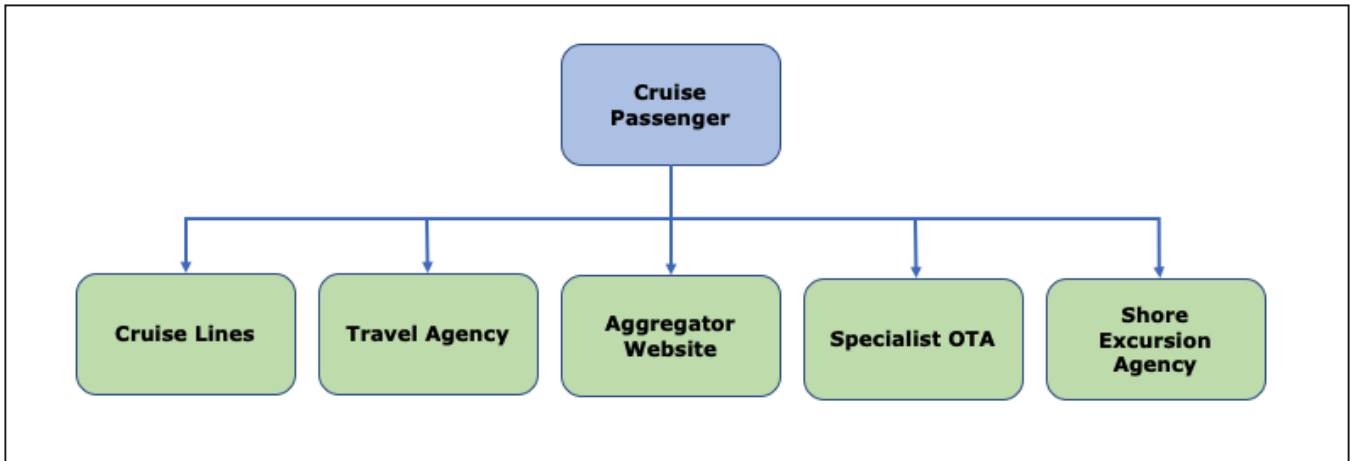 Cruise
Passenger
Cruise Lines
Travel Agency
Aggregator
Website
Specialist OTA
Shore
Excursion
Agency